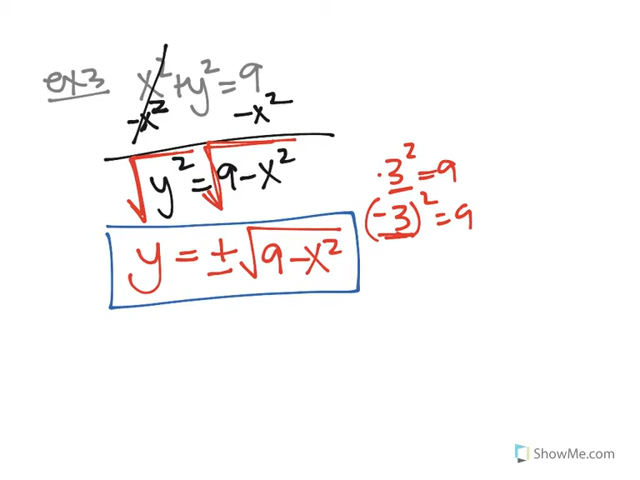 ex3 x² + y² = 9
-x² -x²
√y² = √9 - x²
y = ± √9 - x²
· 3² = 9
(-3)² = 9
ShowMe.com